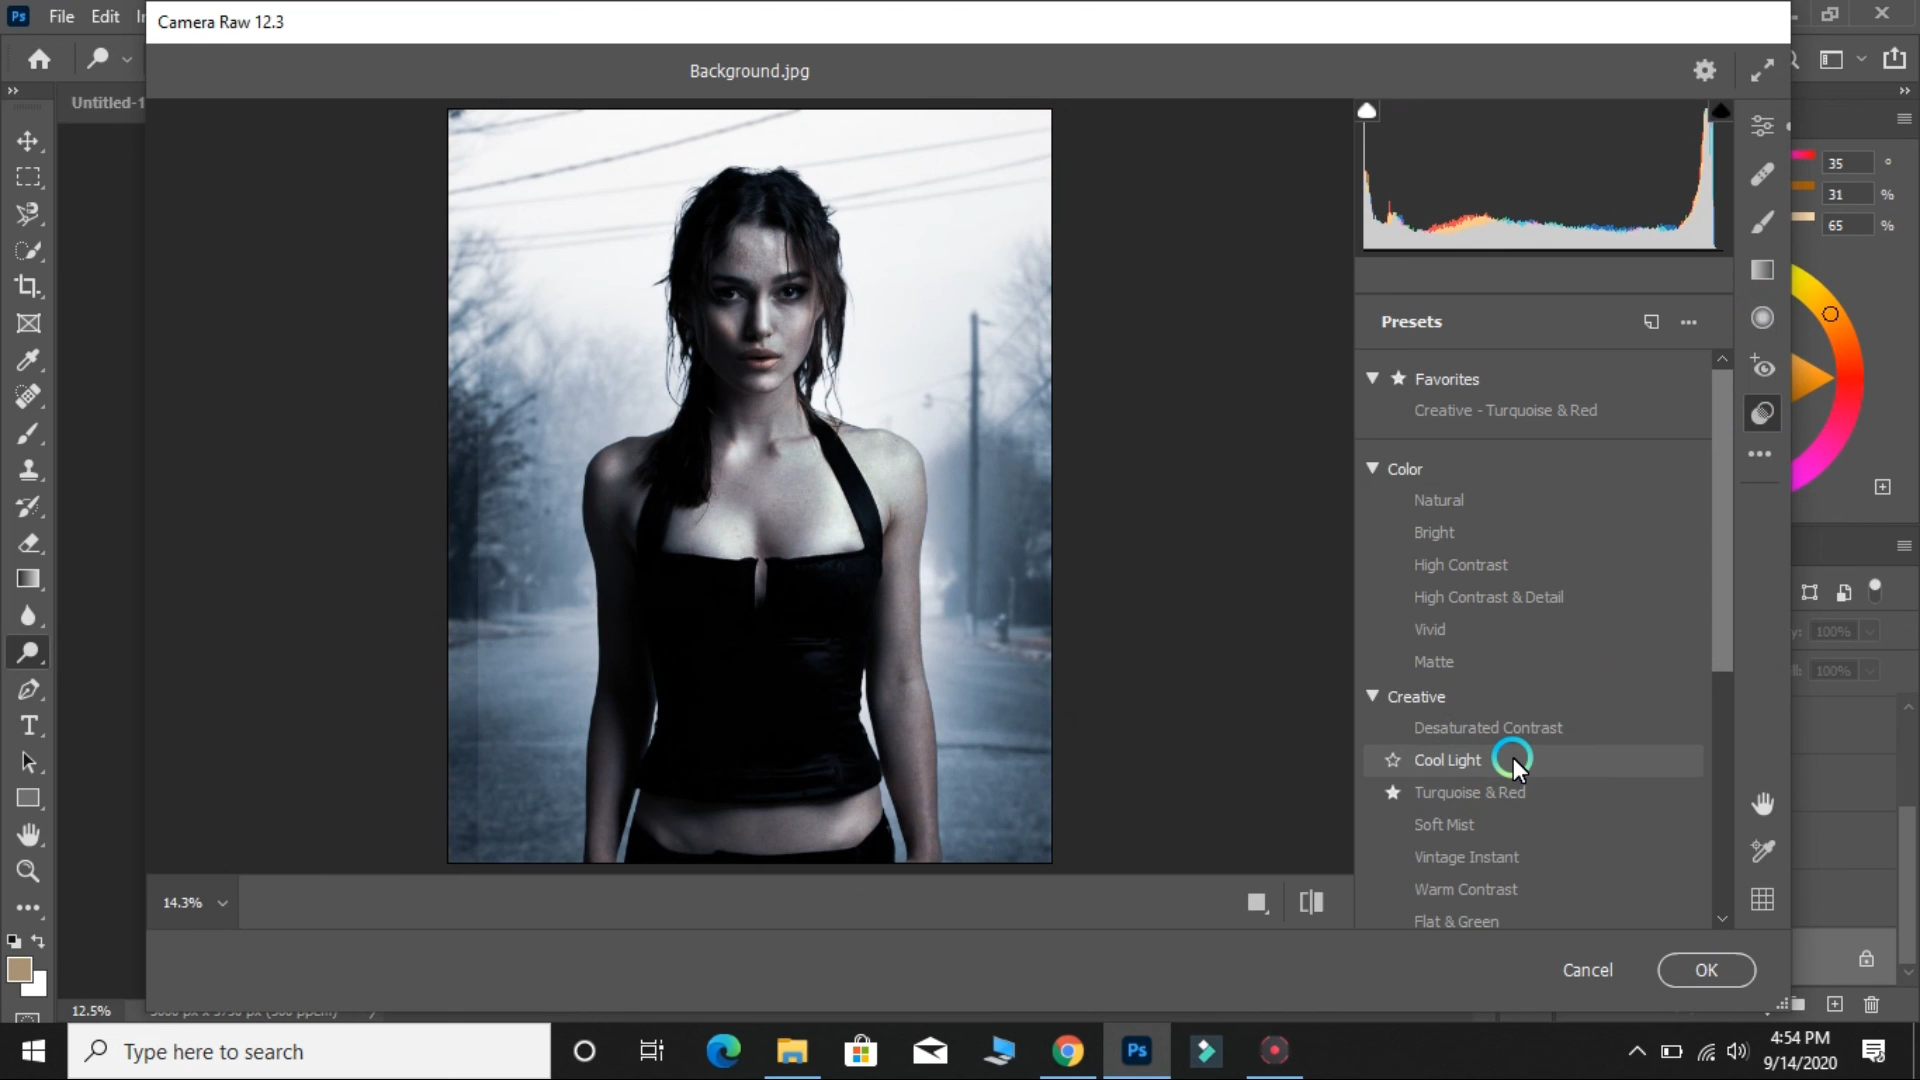 Ps File Edit
Camera Raw 12.3
Background.jpg
Untitled-1
35 °
31 %
65 %
Presets
Favorites
Creative - Turquoise & Red
Color
Natural
Bright
High Contrast
High Contrast & Detail
Vivid
Matte
Creative
Desaturated Contrast
Cool Light
Turquoise & Red
Soft Mist
Vintage Instant
Warm Contrast
Flat & Green
100%
100%
14.3%
Cancel
OK
12.5%
Type here to search
Ps
4:54 PM
9/14/2020